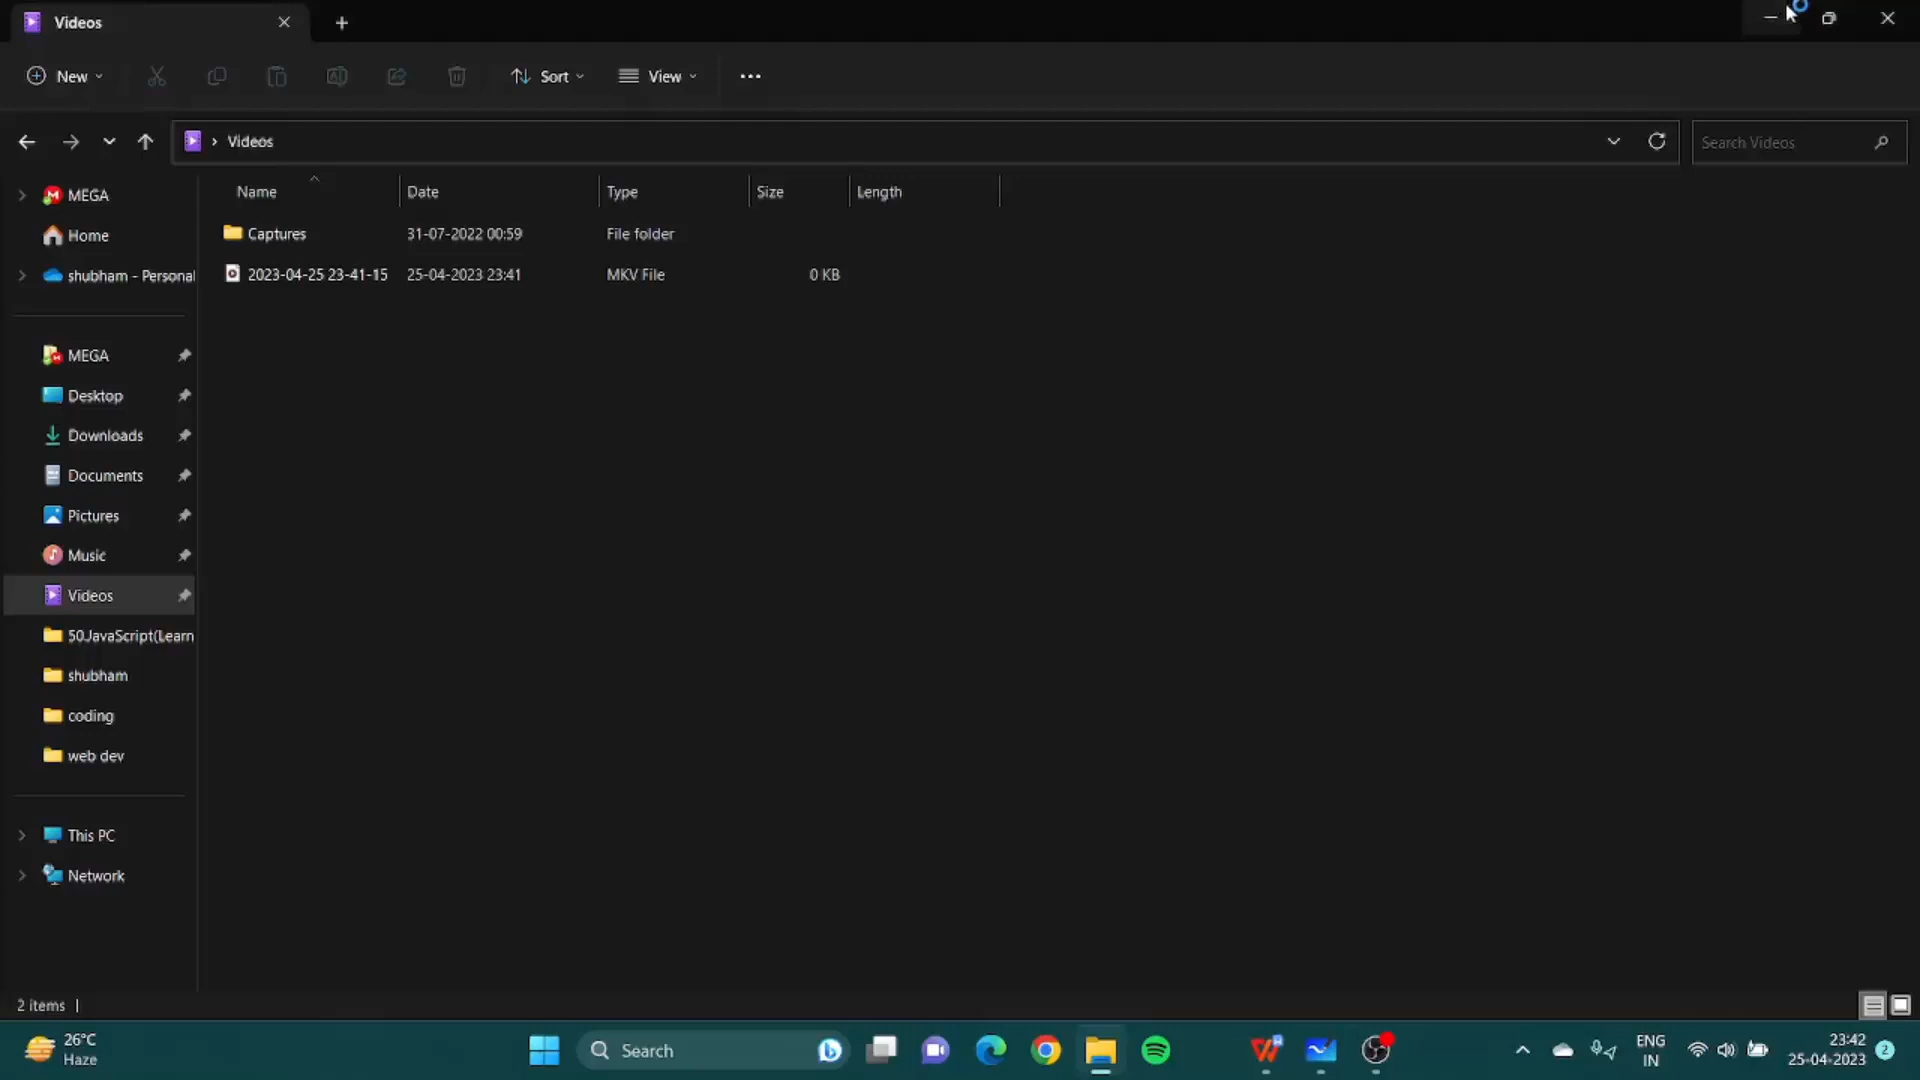 Videos
New
Sort
View
Videos
Search Videos
Name
Date
Type
Size
Length
Captures
31-07-2022 00:59
File folder
2023-04-25 23-41-15
25-04-2023 23:41
MKV File
0 KB
MEGA
Home
shubham - Personal
MEGA
Desktop
Downloads
Documents
Pictures
Music
Videos
50JavaScript(Learn
shubham
coding
web dev
This PC
Network
2 items
26°C
Haze
Search
ENG
IN
23:42
25-04-2023
2